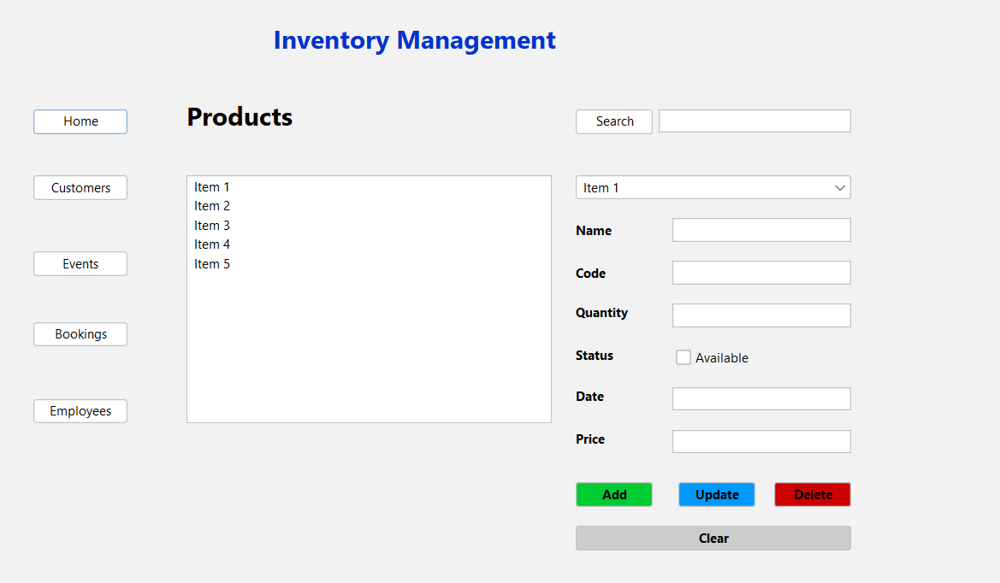 Inventory Management
Home
Products
Search
Customers
Item 1
Item 2
Item 3
Item 4
Item 5
Item 1
Name
Code
Events
Quantity
Bookings
Status
Available
Date
Employees
Price
Add
Update
Delete
Clear